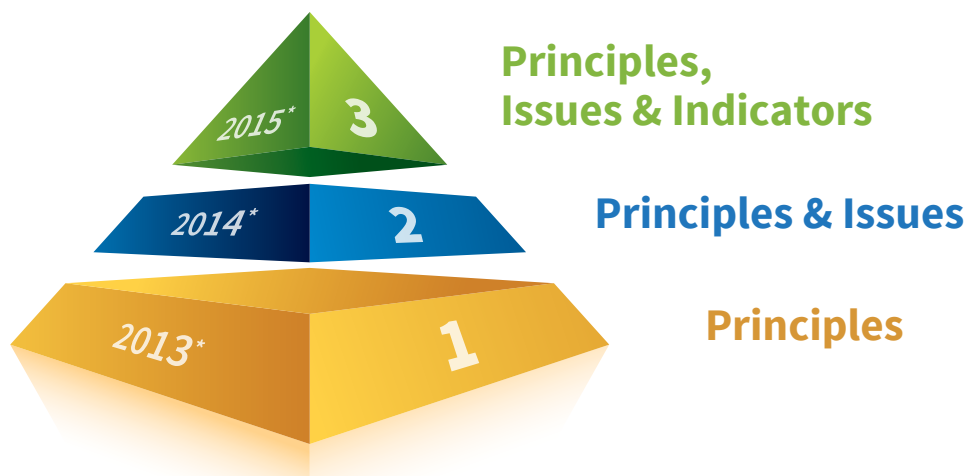 2015* 3 Principles,
Issues & Indicators
2014* 2 Principles & Issues
2013* 1 Principles